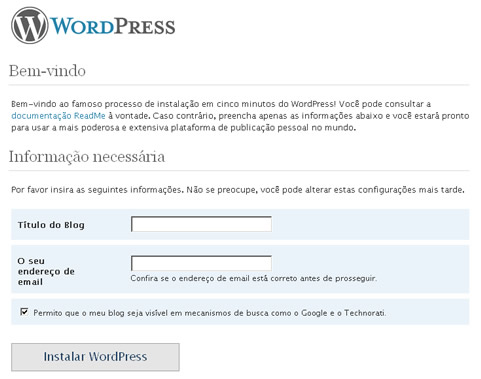 WORDPRESS
Bem-vindo
Bem-vindo ao famoso processo de instalação em cinco minutos do WordPress! Você pode consultar a
documentação ReadMe à vontade. Caso contrário, preencha apenas as informações abaixo e você estará pronto
para usar a mais poderosa e extensiva plataforma de publicação pessoal no mundo.
Informação necessária
Por favor insira as seguintes informações. Não se preocupe, você pode alterar estas configurações mais tarde.
Título do Blog
O seu
endereço de
email
Confira se o endereço de email está correto antes de prosseguir.
Permito que o meu blog seja visível em mecanismos de busca como o Google e o Technorati.
Instalar WordPress